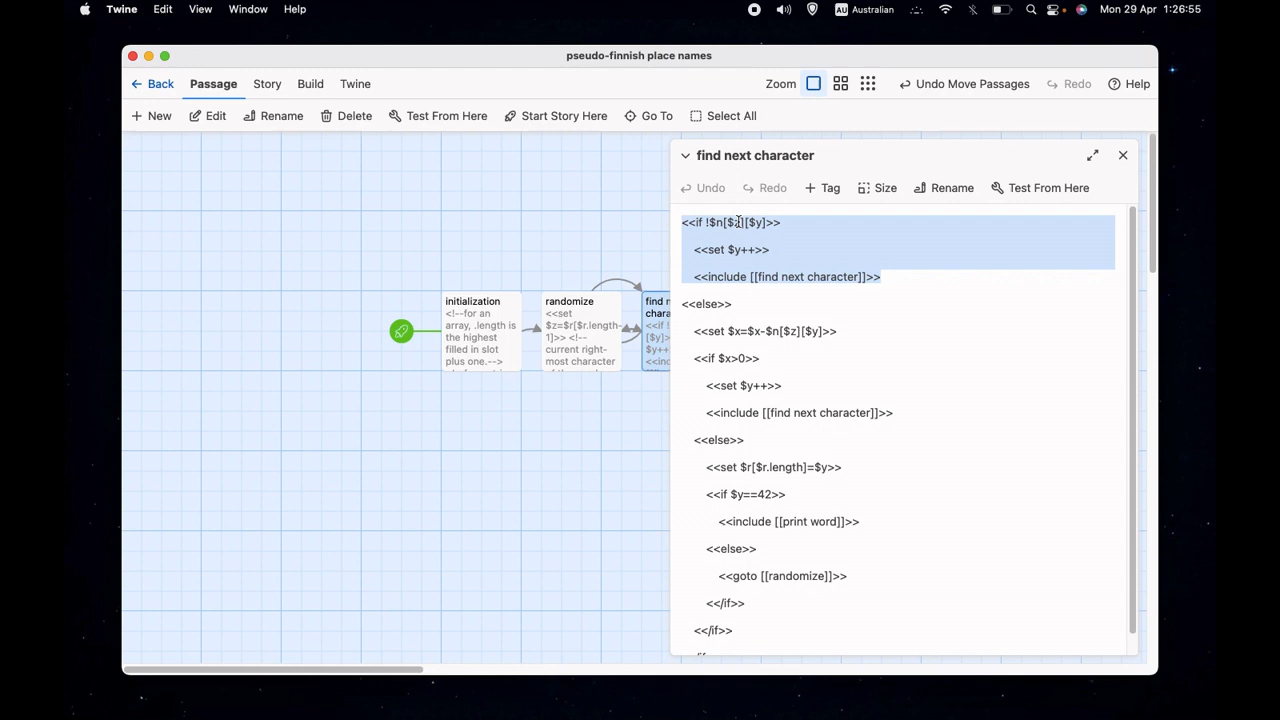 Twine Edit View Window Help AU Australian Mon 29 Apr 1:26:55
pseudo-finnish place names
Back Passage Story Build Twine Zoom Undo Move Passages Redo Help
New Edit Rename Delete Test From Here Start Story Here Go To Select All
initialization
<!--for an
array, .length is
the highest
filled in slot
plus one.-->
randomize
<<set
$z=$r[$r.length-
1]>> <!--
current right-
most character
find n
chara
<<if !
[$y]>
$y++
<<inc
find next character
Undo Redo + Tag Size Rename Test From Here
<<if !$n[$z][$y]>>
<<set $y++>>
<<include [[find next character]]>>
<<else>>
<<set $x=$x-$n[$z][$y]>>
<<if $x>0>>
<<set $y++>>
<<include [[find next character]]>>
<<else>>
<<set $r[$r.length]=$y>>
<<if $y==42>>
<<include [[print word]]>>
<<else>>
<<goto [[randomize]]>>
<</if>>
<</if>>